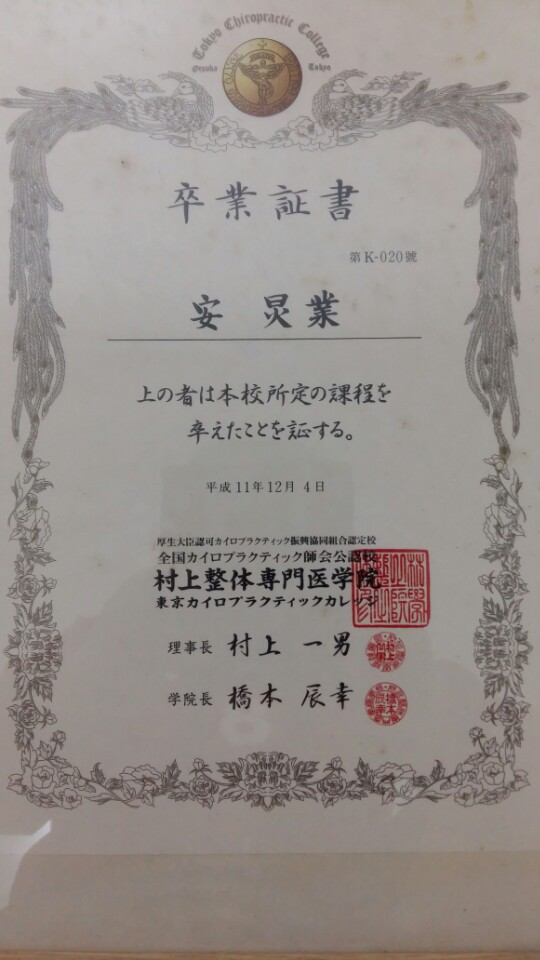 Tokyo Chiropractic College
Otsuka Tokyo
卒業証書
第K-020號
安 炅業
上の者は本校所定の課程を
卒えたことを証する。
平成11年12月4日
厚生大臣認可カイロプラクティック振興協同組合認定校
全国カイロプラクティック師会公認校
村上整体専門医学院
東京カイロプラクティックカレッジ
理事長 村上 一男
学院長 橋本 辰幸